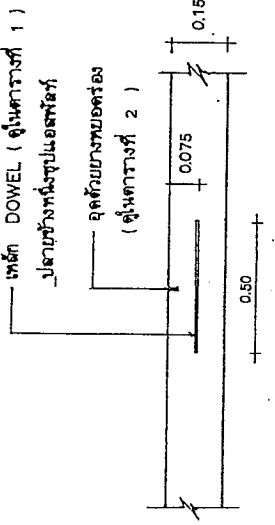 เหล็ก DOWEL ( ดูในตารางที่ 1 )
ปลายข้างหนึ่งชุบแอสฟัลท์
อุดด้วยยางหยอดร่อง
( ดูในตารางที่ 2 )
0.075
0.15
0.50